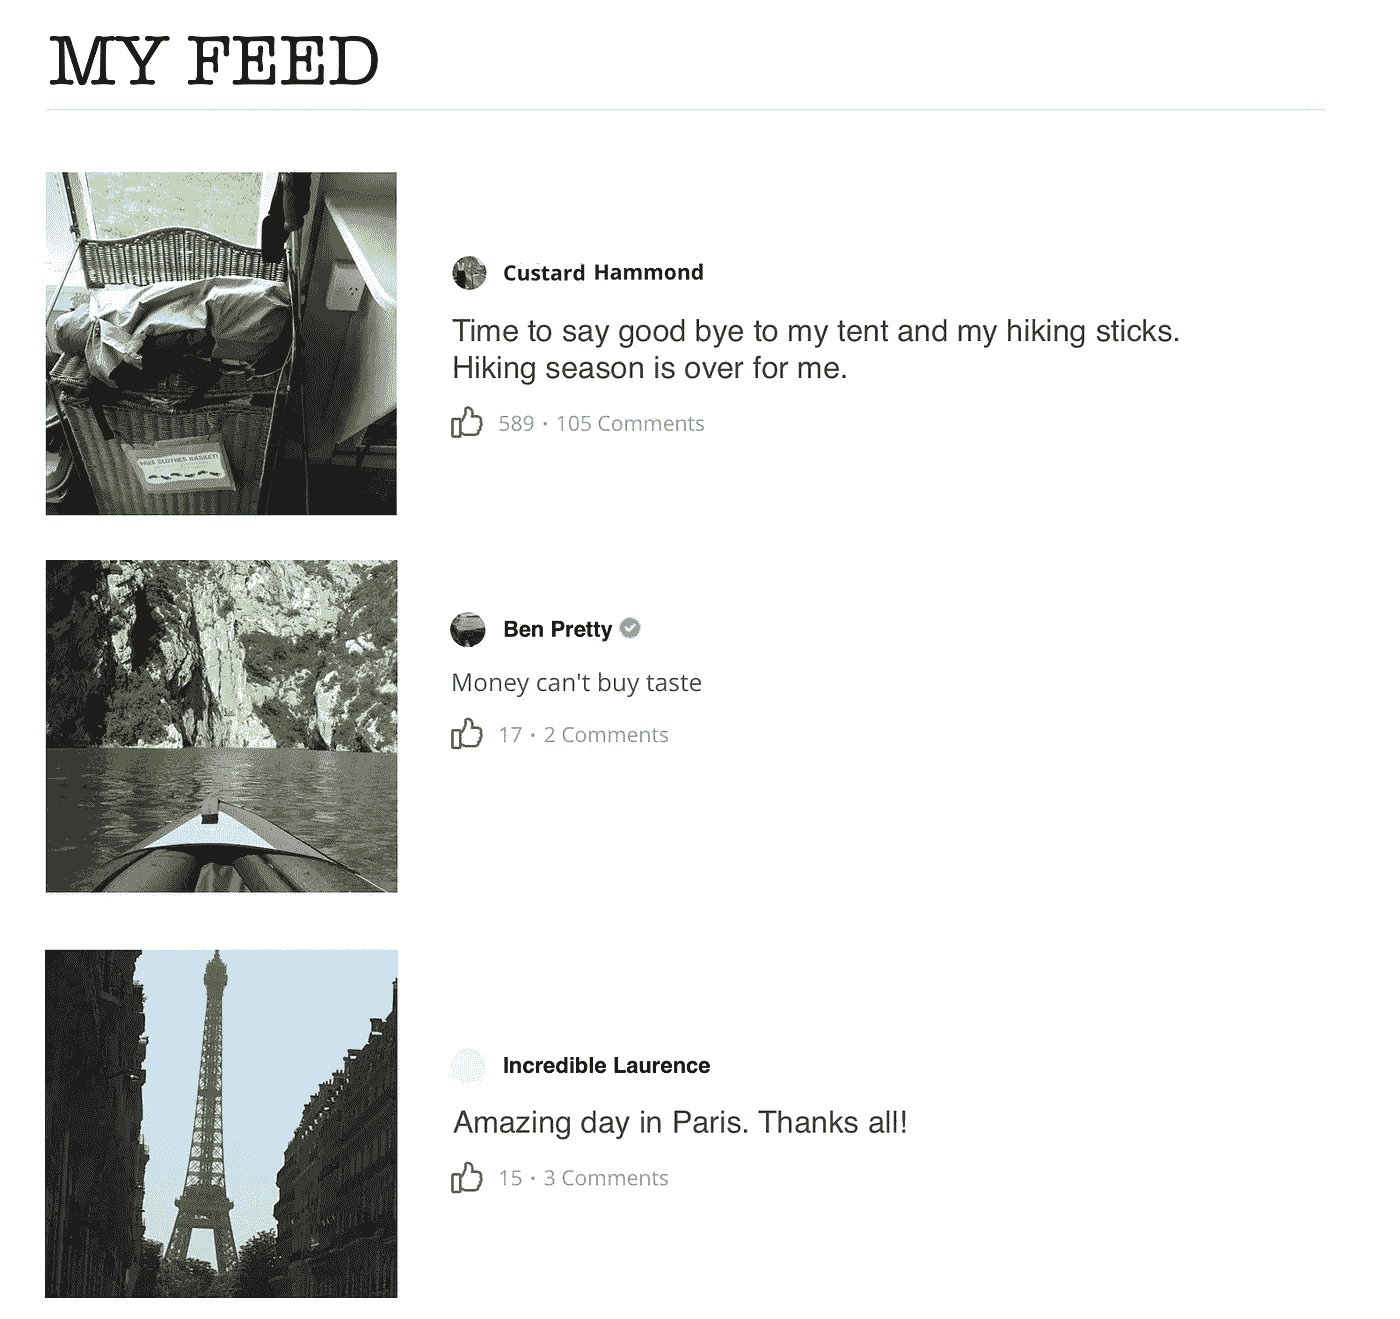 MY FEED
Custard Hammond
Time to say good bye to my tent and my hiking sticks.
Hiking season is over for me.
589 · 105 Comments
FREE CLOTHES BASKET!
Ben Pretty
Money can't buy taste
17 · 2 Comments
Incredible Laurence
Amazing day in Paris. Thanks all!
15 · 3 Comments